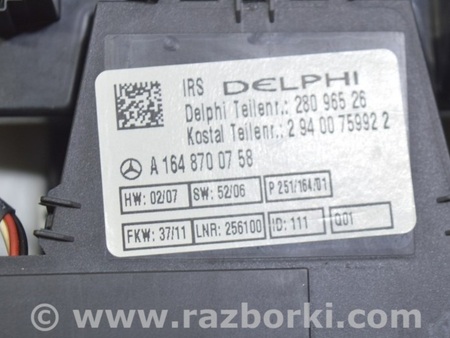 IRS DELPHI
Delphi Teilenr.: 280 965 26
Kostal Teilenr.: 2 94 00 75992 2
A 164 870 07 58
HW: 02/07 SW: 52/06 P 251/164.01
FKW: 37/11 LNR: 256100 ID: 111 Q01
© www.razborki.com